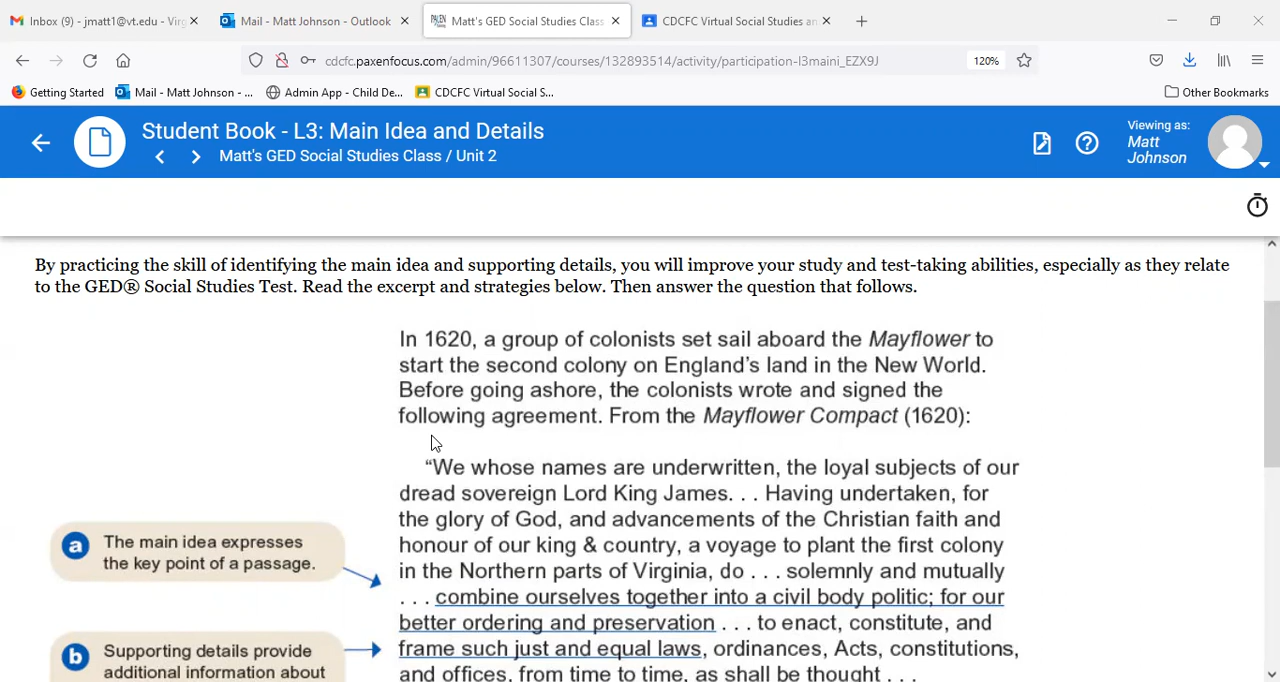 Inbox (9) - jmatt1@vt.edu - Virg
Mail - Matt Johnson - Outlook
Matt's GED Social Studies Class
CDCFC Virtual Social Studies an
cdcfc.paxenfocus.com/admin/96611307/courses/132893514/activity/participation-l3maini_EZX9J
120%
Getting Started
Mail - Matt Johnson - ...
Admin App - Child De...
CDCFC Virtual Social S...
Other Bookmarks
Student Book - L3: Main Idea and Details
Matt's GED Social Studies Class / Unit 2
Viewing as:
Matt
Johnson
By practicing the skill of identifying the main idea and supporting details, you will improve your study and test-taking abilities, especially as they relate
to the GED® Social Studies Test. Read the excerpt and strategies below. Then answer the question that follows.
In 1620, a group of colonists set sail aboard the Mayflower to
start the second colony on England's land in the New World.
Before going ashore, the colonists wrote and signed the
following agreement. From the Mayflower Compact (1620):
“We whose names are underwritten, the loyal subjects of our
dread sovereign Lord King James. . . Having undertaken, for
the glory of God, and advancements of the Christian faith and
honour of our king & country, a voyage to plant the first colony
in the Northern parts of Virginia, do . . . solemnly and mutually
. . . combine ourselves together into a civil body politic; for our
better ordering and preservation . . . to enact, constitute, and
frame such just and equal laws, ordinances, Acts, constitutions,
and offices, from time to time, as shall be thought . . .
a
The main idea expresses
the key point of a passage.
b
Supporting details provide
additional information about